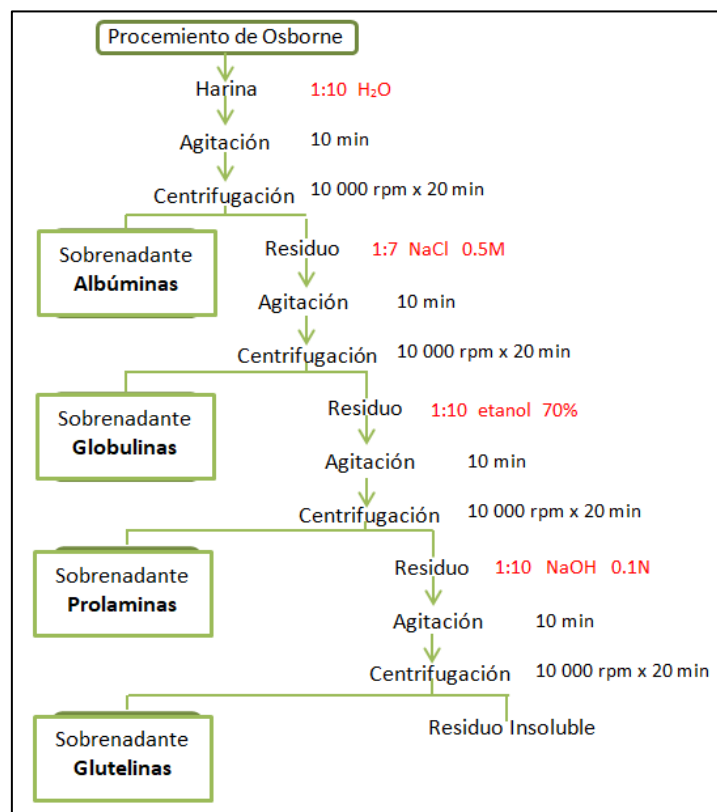 Procemiento de Osborne
Harina 1:10 H₂O
Agitación 10 min
Centrifugación 10 000 rpm x 20 min
Sobrenadante
Albúminas
Residuo 1:7 NaCl 0.5M
Agitación 10 min
Centrifugación 10 000 rpm x 20 min
Sobrenadante
Globulinas
Residuo 1:10 etanol 70%
Agitación 10 min
Centrifugación 10 000 rpm x 20 min
Sobrenadante
Prolaminas
Residuo 1:10 NaOH 0.1N
Agitación 10 min
Centrifugación 10 000 rpm x 20 min
Sobrenadante
Glutelinas
Residuo Insoluble